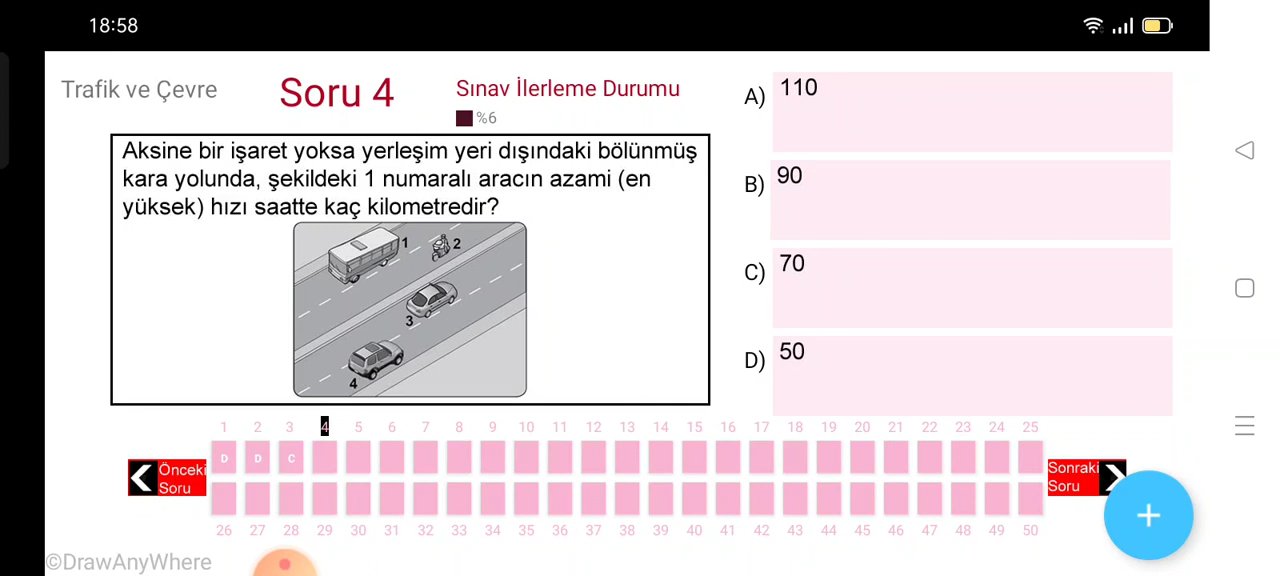 18:58
Trafik ve Çevre
Soru 4
Sınav İlerleme Durumu
%6
Aksine bir işaret yoksa yerleşim yeri dışındaki bölünmüş
kara yolunda, şekildeki 1 numaralı aracın azami (en
yüksek) hızı saatte kaç kilometredir?
1
2
3
4
A) 110
B) 90
C) 70
D) 50
1 2 3 4 5 6 7 8 9 10 11 12 13 14 15 16 17 18 19 20 21 22 23 24 25
D D C
Önceki
Soru
Sonraki
Soru
26 27 28 29 30 31 32 33 34 35 36 37 38 39 40 41 42 43 44 45 46 47 48 49 50
©DrawAnyWhere